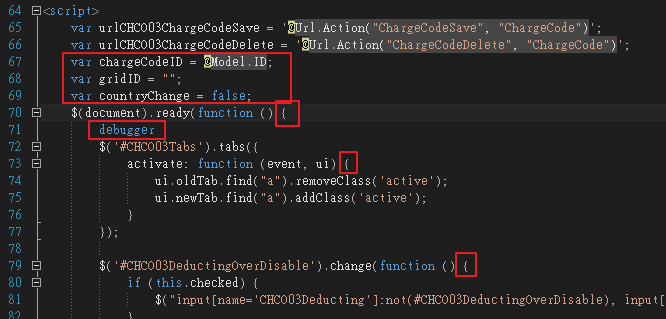 64 <script>
65 var urlCHC003ChargeCodeSave = '@Url.Action("ChargeCodeSave", "ChargeCode")';
66 var urlCHC003ChargeCodeDelete = '@Url.Action("ChargeCodeDelete", "ChargeCode")';
67 var chargeCodeID = @Model.ID;
68 var gridID = "";
69 var countryChange = false;
70 $(document).ready(function () {
71 debugger
72 $('#CHC003Tabs').tabs({
73 activate: function (event, ui) {
74 ui.oldTab.find("a").removeClass('active');
75 ui.newTab.find("a").addClass('active');
76 }
77 });
78
79 $('#CHC003DeductingOverDisable').change(function () {
80 if (this.checked) {
81 $("input[name='CHC003Deducting']:not(#CHC003DeductingOverDisable), input[
82 }